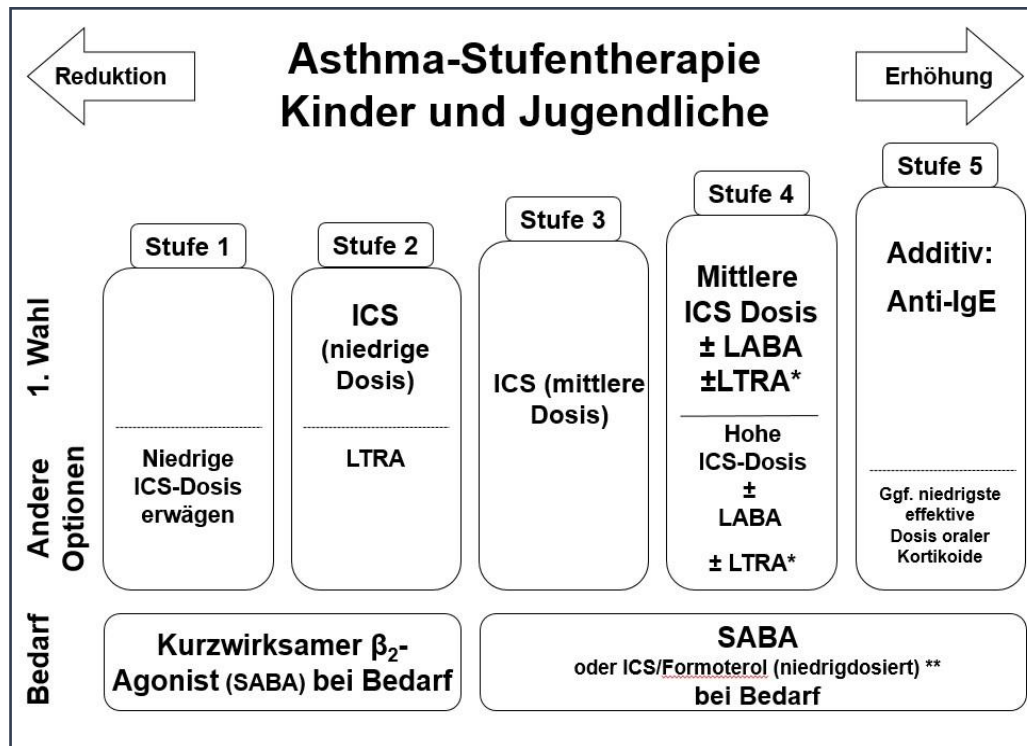 Reduktion
Asthma-Stufentherapie
Kinder und Jugendliche
Erhöhung
1. Wahl
Andere
Optionen
Bedarf
Stufe 1
Niedrige
ICS-Dosis
erwägen
Stufe 2
ICS
(niedrige
Dosis)
LTRA
Stufe 3
ICS (mittlere
Dosis)
Stufe 4
Mittlere
ICS Dosis
± LABA
±LTRA*
Hohe
ICS-Dosis
±
LABA
± LTRA*
Stufe 5
Additiv:
Anti-IgE
Ggf. niedrigste
effektive
Dosis oraler
Kortikoide
Kurzwirksamer β₂-
Agonist (SABA) bei Bedarf
SABA
oder ICS/Formoterol (niedrigdosiert) **
bei Bedarf